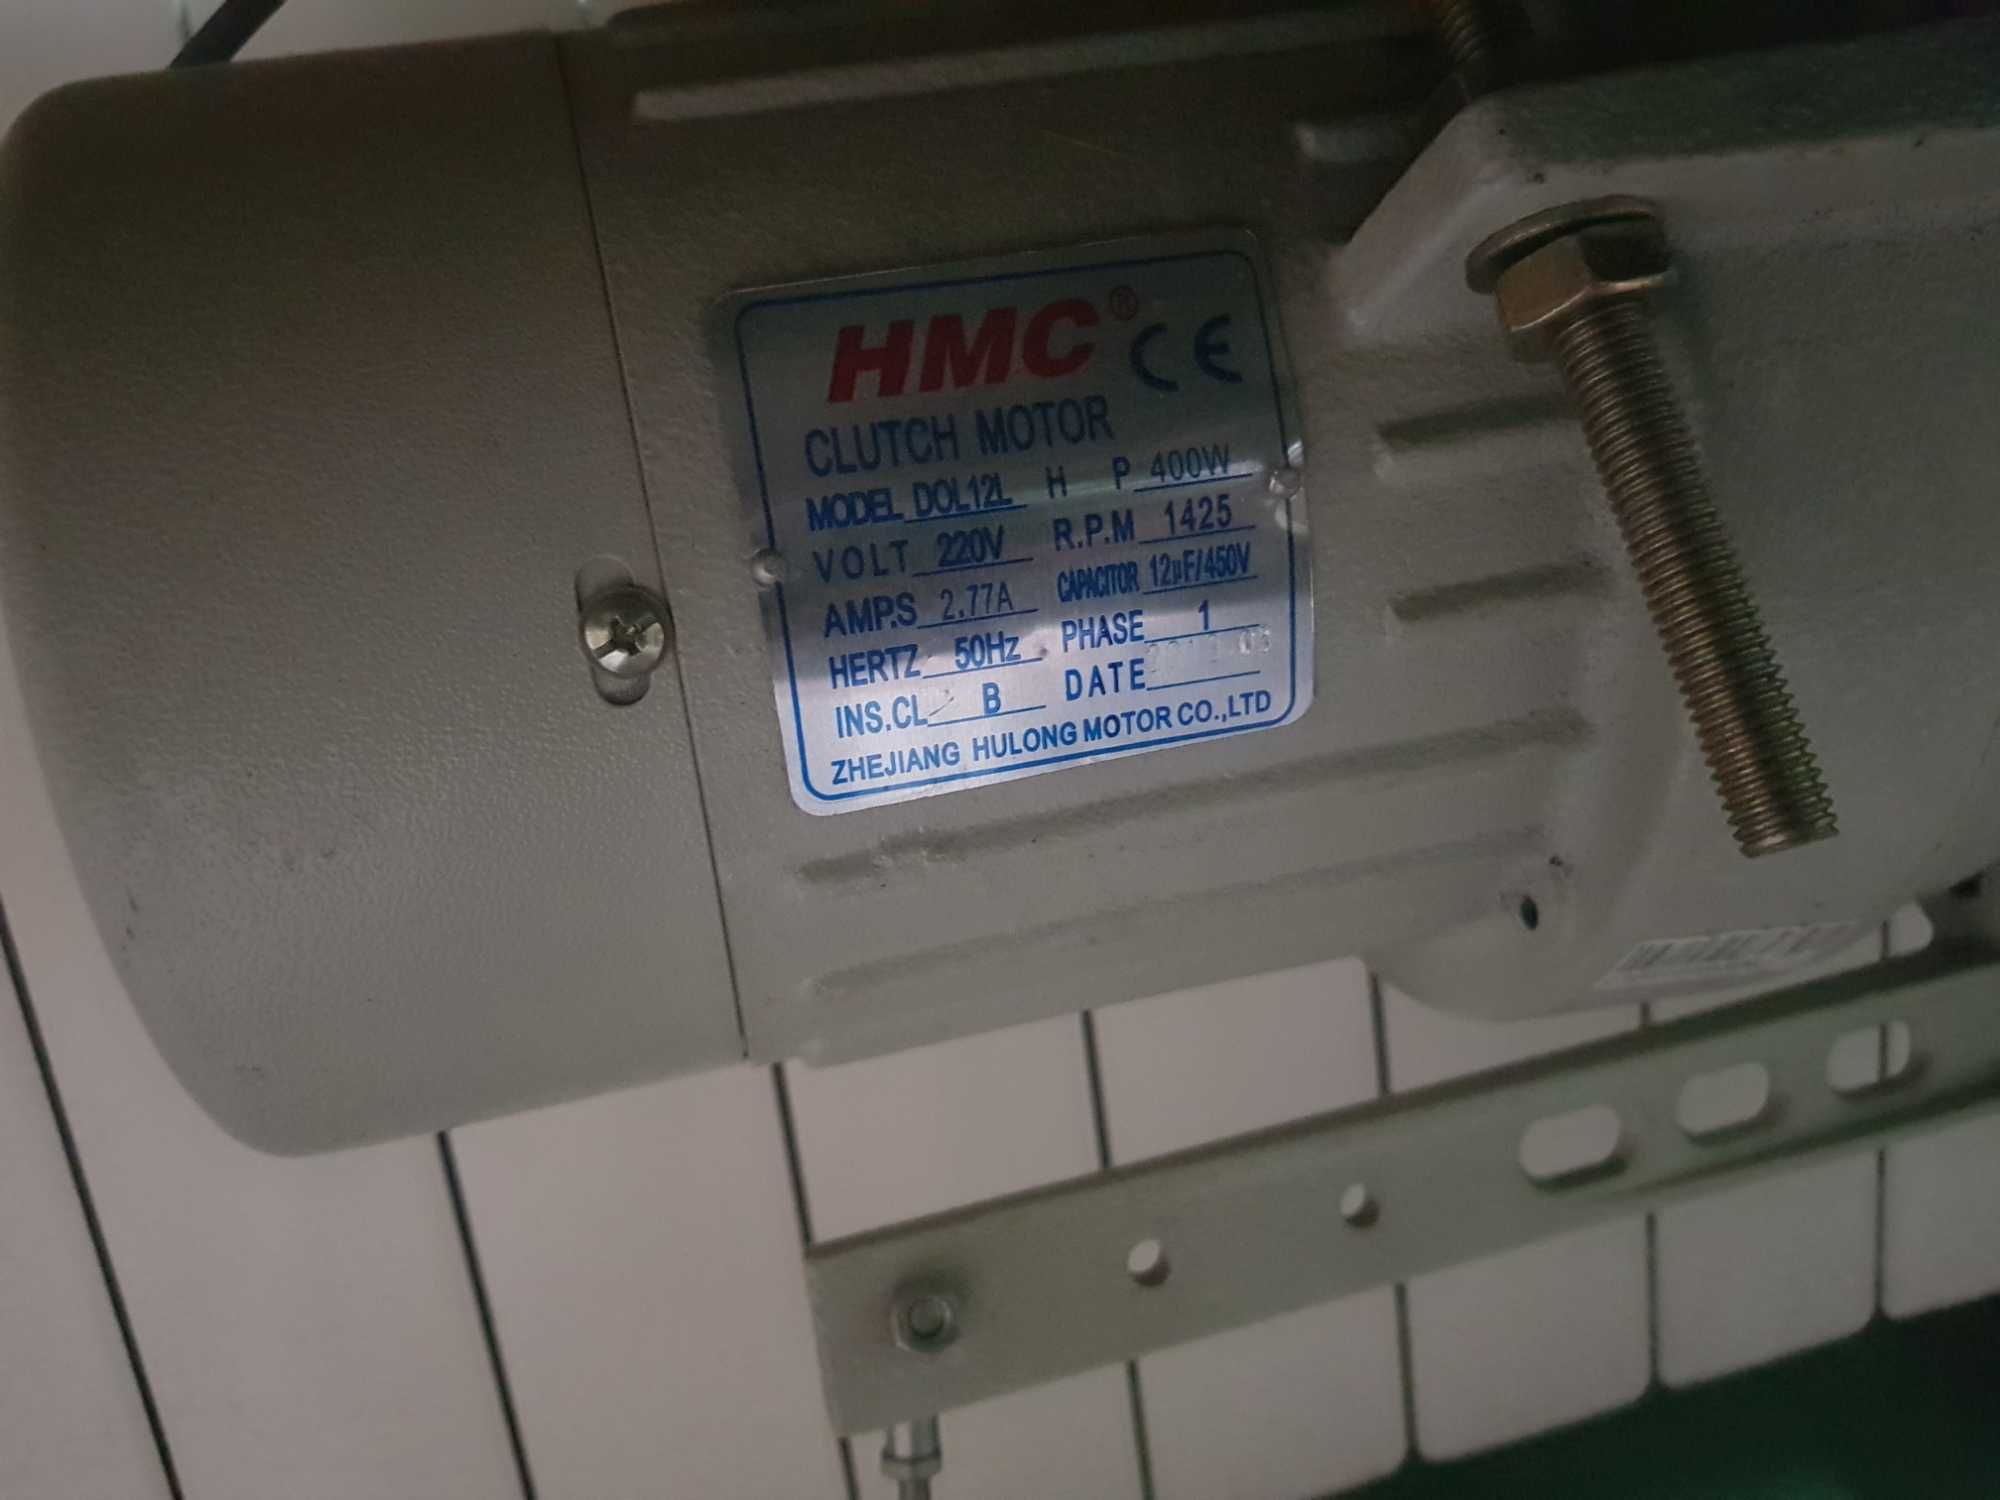 HMC® CE
CLUTCH MOTOR
MODEL DOL12L H P 400W
VOLT 220V R.P.M 1425
AMP.S 2.77A CAPACITOR 12µF/450V
HERTZ 50Hz PHASE 1
INS.CL B DATE
ZHEJIANG HULONG MOTOR CO.,LTD